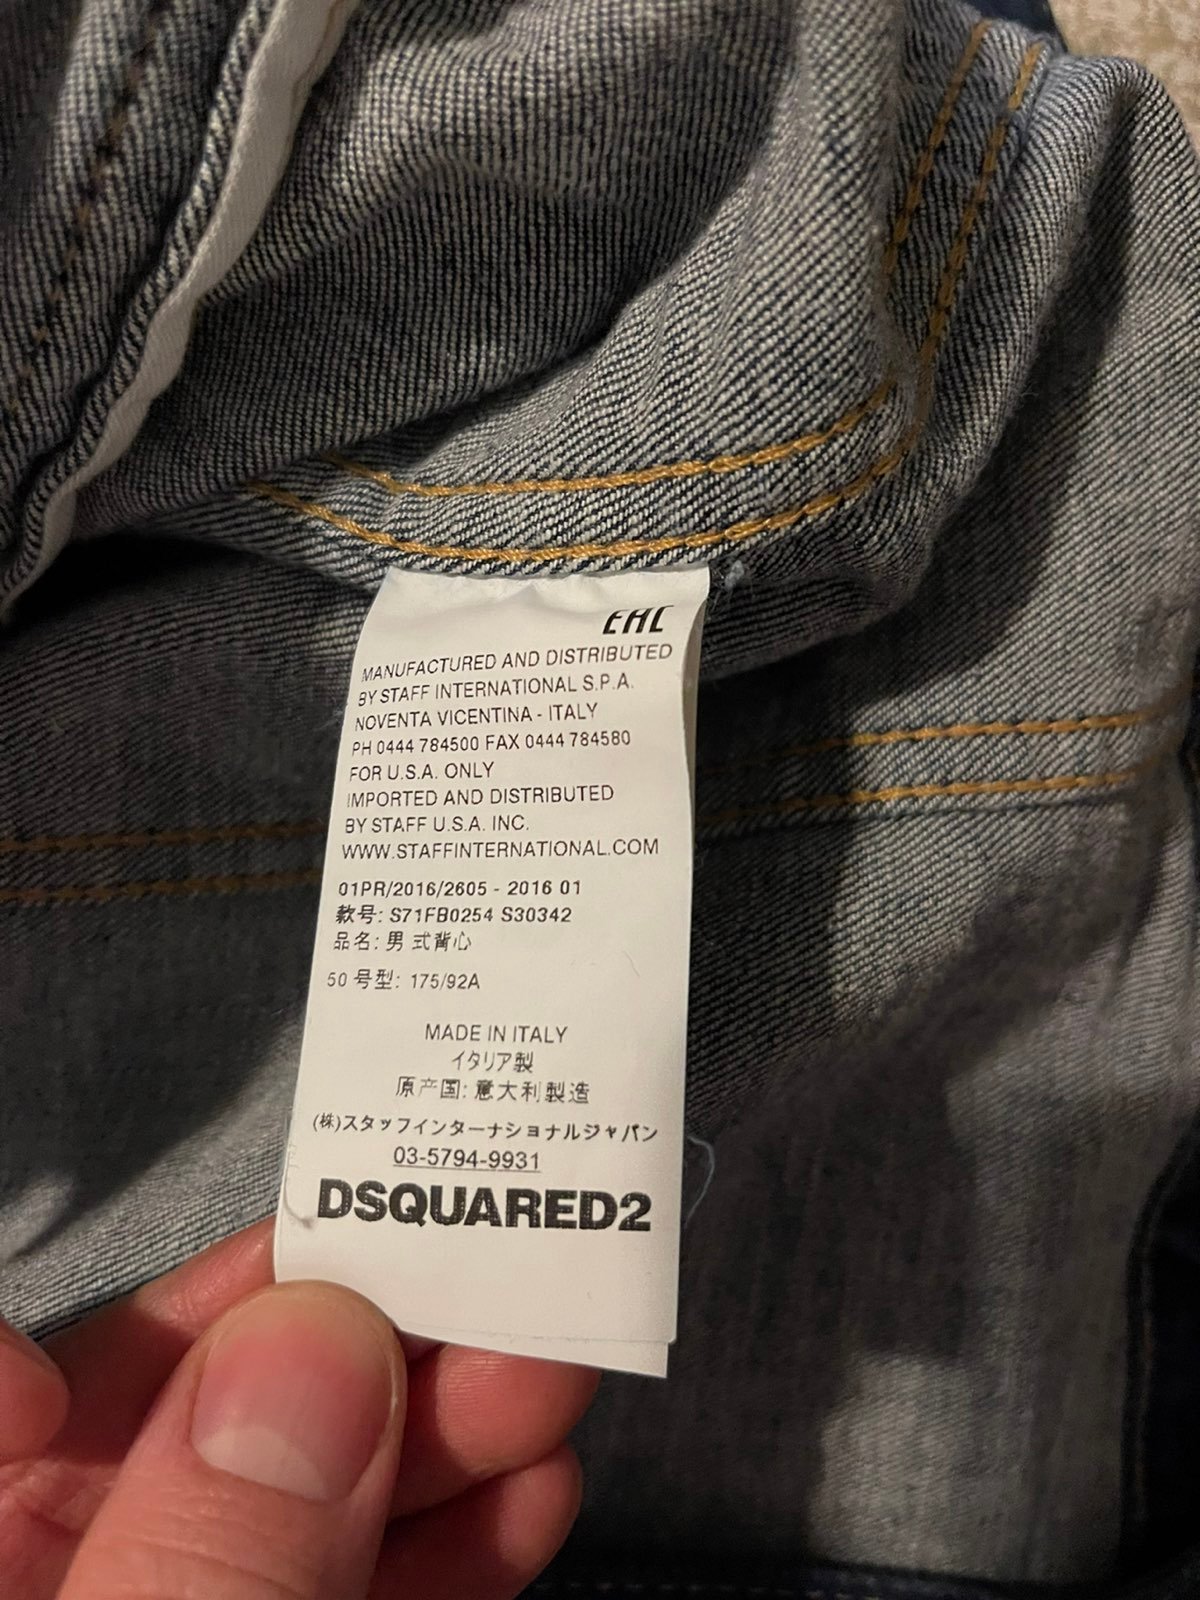 EAC
MANUFACTURED AND DISTRIBUTED
BY STAFF INTERNATIONAL S.P.A.
NOVENTA VICENTINA - ITALY
PH 0444 784500 FAX 0444 784580
FOR U.S.A. ONLY
IMPORTED AND DISTRIBUTED
BY STAFF U.S.A. INC.
WWW.STAFFINTERNATIONAL.COM
01PR/2016/2605 - 2016 01
款号: S71FB0254 S30342
品名: 男 式背心
50 号型: 175/92A
MADE IN ITALY
イタリア製
原产国: 意大利製造
(株)スタッフインターナショナルジャパン
03-5794-9931
DSQUARED2